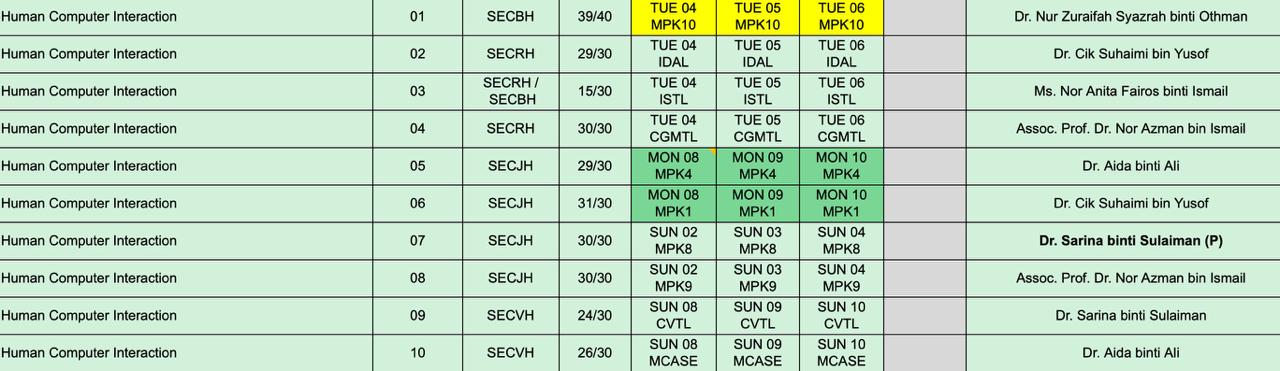 Human Computer Interaction 01 SECBH 39/40 TUE 04 MPK10 TUE 05 MPK10 TUE 06 MPK10 Dr. Nur Zuraifah Syazrah binti Othman
Human Computer Interaction 02 SECRH 29/30 TUE 04 IDAL TUE 05 IDAL TUE 06 IDAL Dr. Cik Suhaimi bin Yusof
Human Computer Interaction 03 SECRH / SECBH 15/30 TUE 04 ISTL TUE 05 ISTL TUE 06 ISTL Ms. Nor Anita Fairos binti Ismail
Human Computer Interaction 04 SECRH 30/30 TUE 04 CGMTL TUE 05 CGMTL TUE 06 CGMTL Assoc. Prof. Dr. Nor Azman bin Ismail
Human Computer Interaction 05 SECJH 29/30 MON 08 MPK4 MON 09 MPK4 MON 10 MPK4 Dr. Aida binti Ali
Human Computer Interaction 06 SECJH 31/30 MON 08 MPK1 MON 09 MPK1 MON 10 MPK1 Dr. Cik Suhaimi bin Yusof
Human Computer Interaction 07 SECJH 30/30 SUN 02 MPK8 SUN 03 MPK8 SUN 04 MPK8 Dr. Sarina binti Sulaiman (P)
Human Computer Interaction 08 SECJH 30/30 SUN 02 MPK9 SUN 03 MPK9 SUN 04 MPK9 Assoc. Prof. Dr. Nor Azman bin Ismail
Human Computer Interaction 09 SECVH 24/30 SUN 08 CVTL SUN 09 CVTL SUN 10 CVTL Dr. Sarina binti Sulaiman
Human Computer Interaction 10 SECVH 26/30 SUN 08 MCASE SUN 09 MCASE SUN 10 MCASE Dr. Aida binti Ali